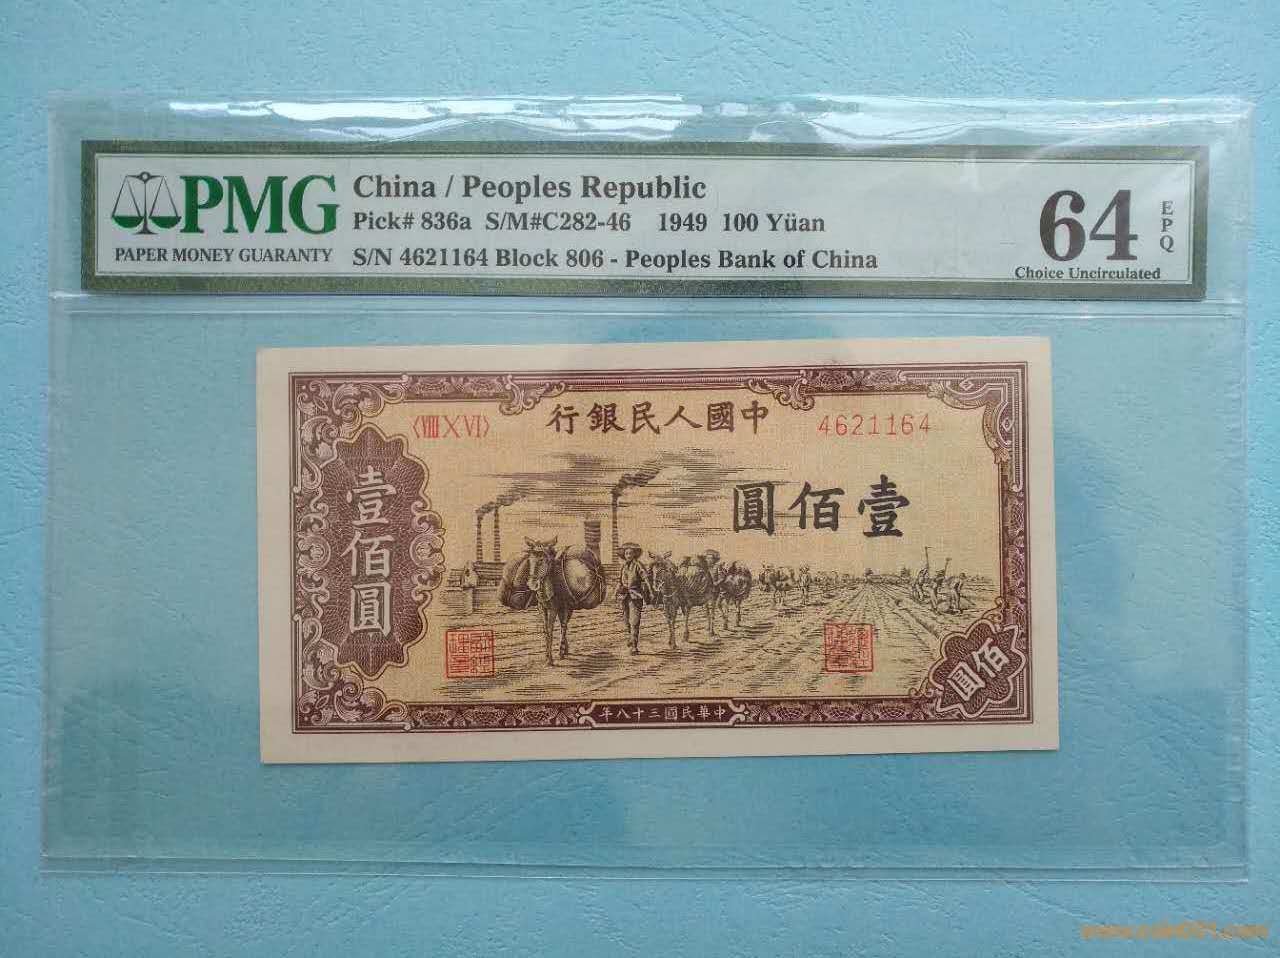 PMG
PAPER MONEY GUARANTY
China / Peoples Republic
Pick# 836a S/M#C282-46 1949 100 Yüan
S/N 4621164 Block 806 - Peoples Bank of China
64
EPQ
Choice Uncirculated
行銀民人國中
〈VIII X VI〉
4621164
圓佰壹
壹佰圓
佰圓
年八十三國民華中
www.coin001.com